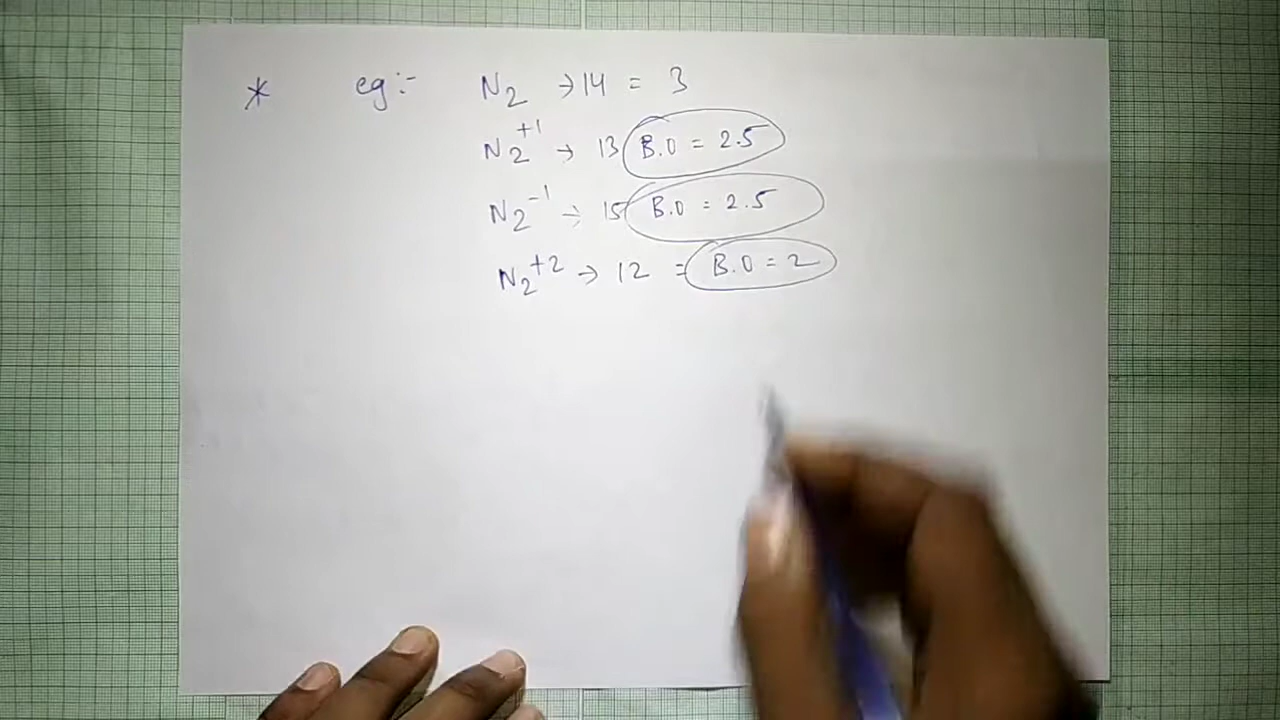 * eg:- N₂ → 14 = 3
N₂⁺¹ → 13 B.O = 2.5
N₂⁻¹ → 15 B.O = 2.5
N₂⁺² → 12 = B.O = 2